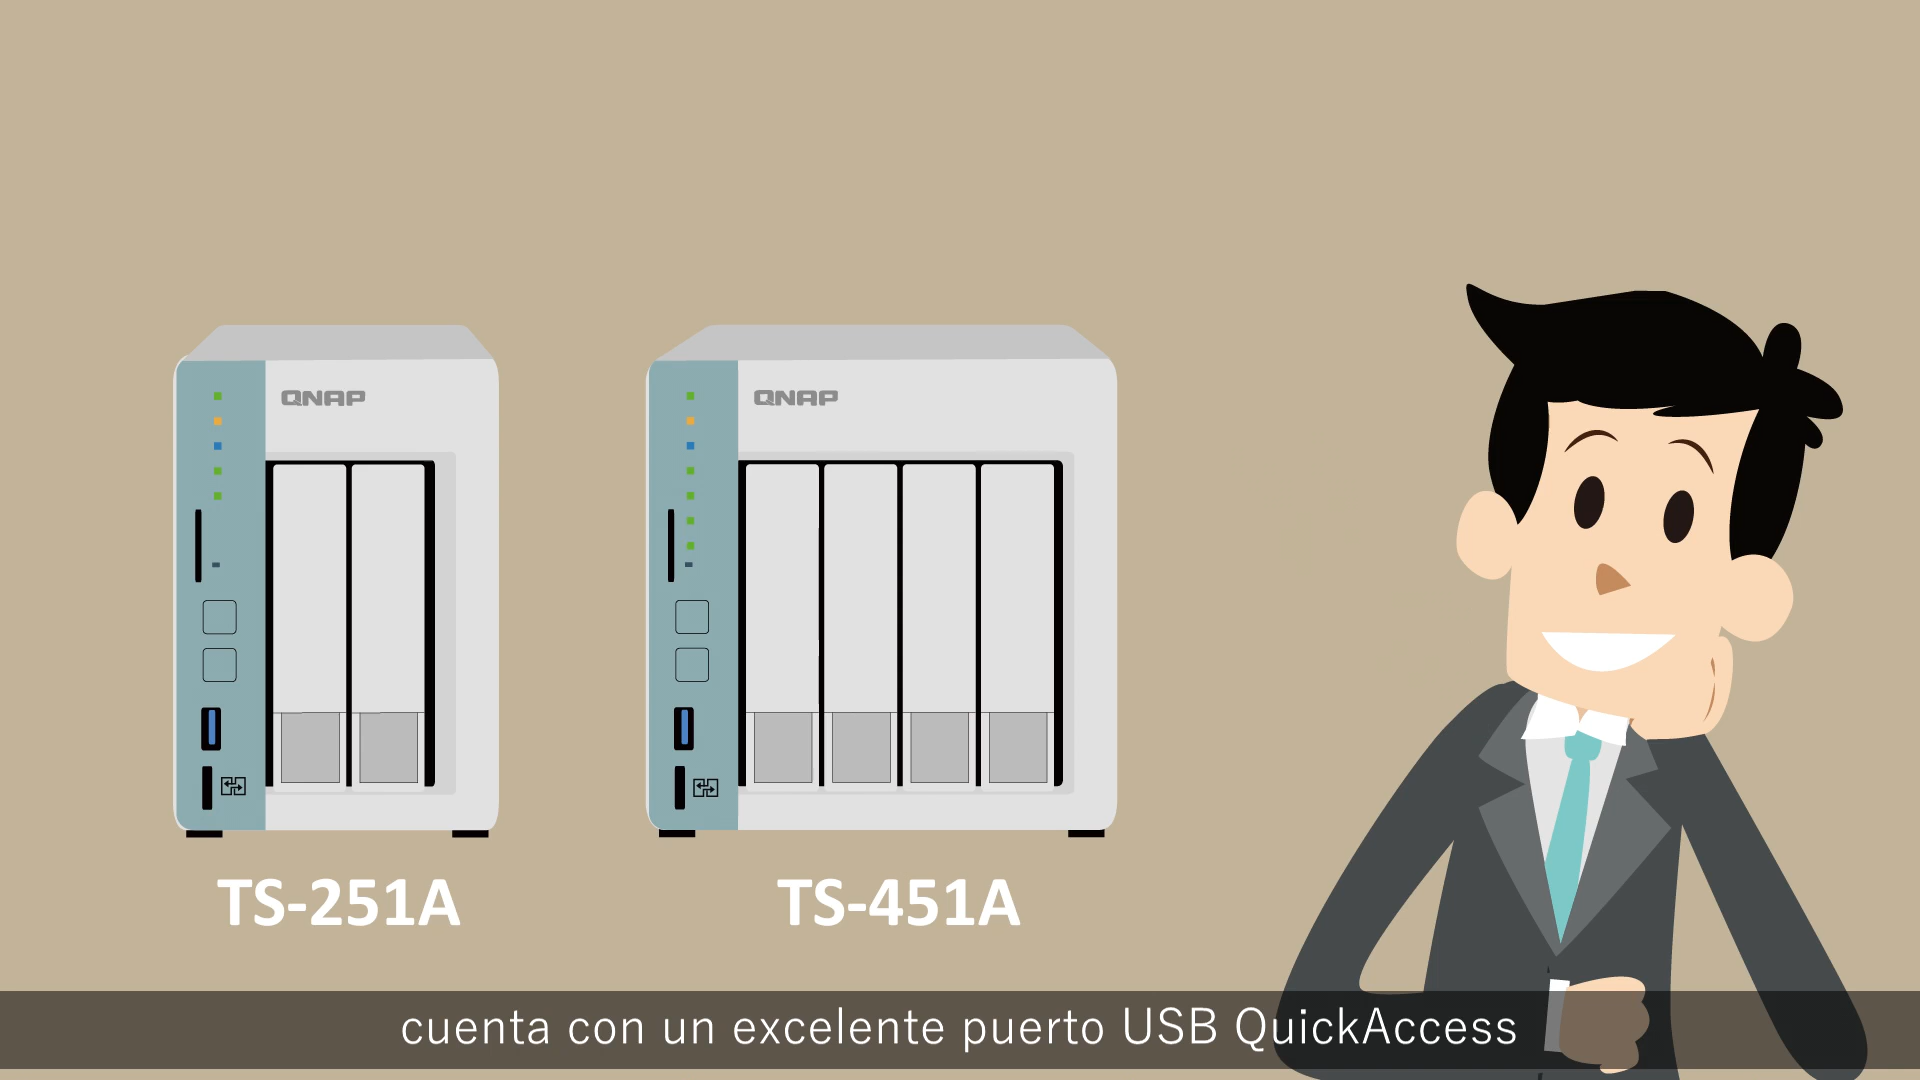 QNAP
QNAP
TS-251A
TS-451A
cuenta con un excelente puerto USB QuickAccess